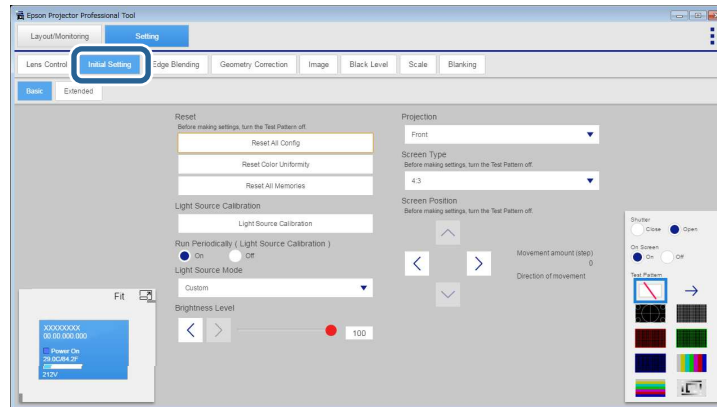 Epson Projector Professional Tool
Layout/Monitoring Setting
Lens Control Initial Setting Edge Blending Geometry Correction Image Black Level Scale Blanking
Basic Extended
Reset
Before making settings, turn the Test Pattern off.
Reset All Config
Reset Color Uniformity
Reset All Memories
Light Source Calibration
Light Source Calibration
Run Periodically ( Light Source Calibration )
On Off
Light Source Mode
Custom
Brightness Level
100
Projection
Front
Screen Type
Before making settings, turn the Test Pattern off.
4:3
Screen Position
Before making settings, turn the Test Pattern off.
Movement amount (step)
0
Direction of movement
Shutter
Close Open
On Screen
On Off
Test Pattern
Fit
XXXXXXXX
00.00.000.000
Power On
29.0C/84.2F
212V